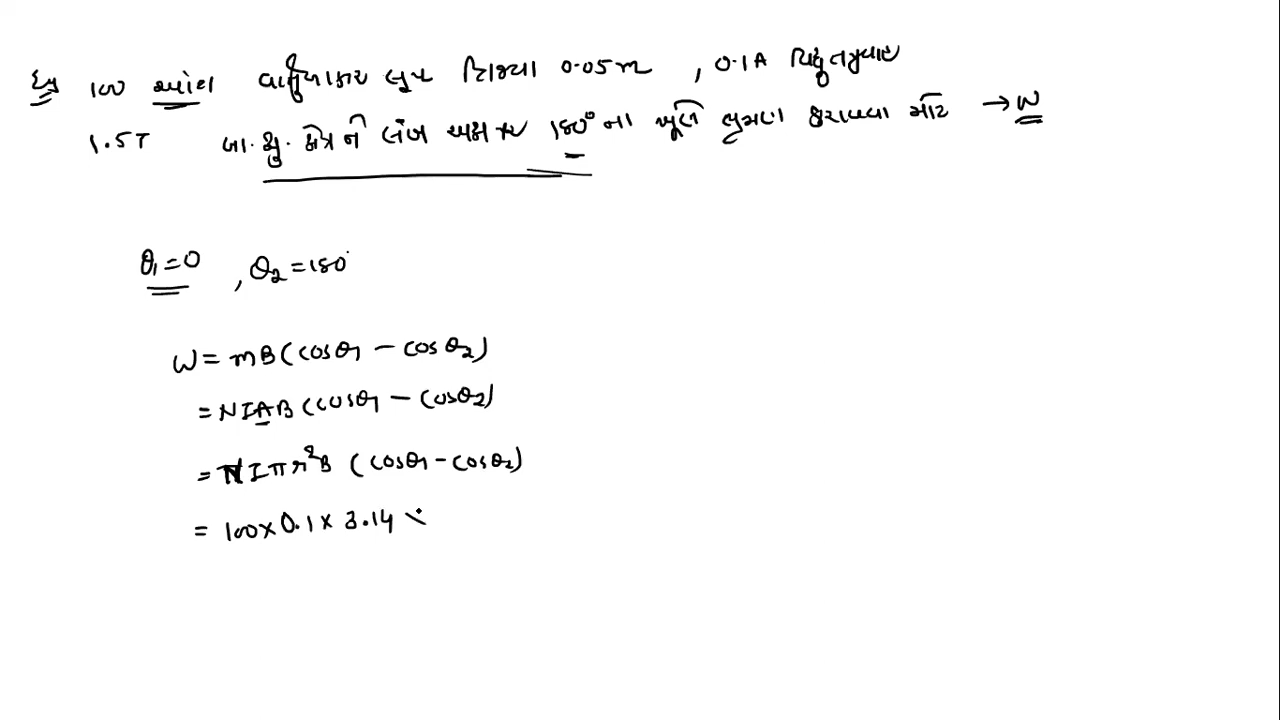 100 આંટા વર્તુળાકાર લૂપ ત્રિજ્યા 0.05m , 0.1A વિદ્યુતપ્રવાહ
1.5T બા.ચુ. ક્ષેત્ર ને લંબ અક્ષ પર 180° ના ખૂણે ભ્રમણ કરાવવા માટે → W
θ₁=0 , θ₂=180°
W = mB(cosθ₁ − cosθ₂)
= NIAB (cosθ₁ − cosθ₂)
= NIπr²B (cosθ₁ − cosθ₂)
= 100×0.1×3.14